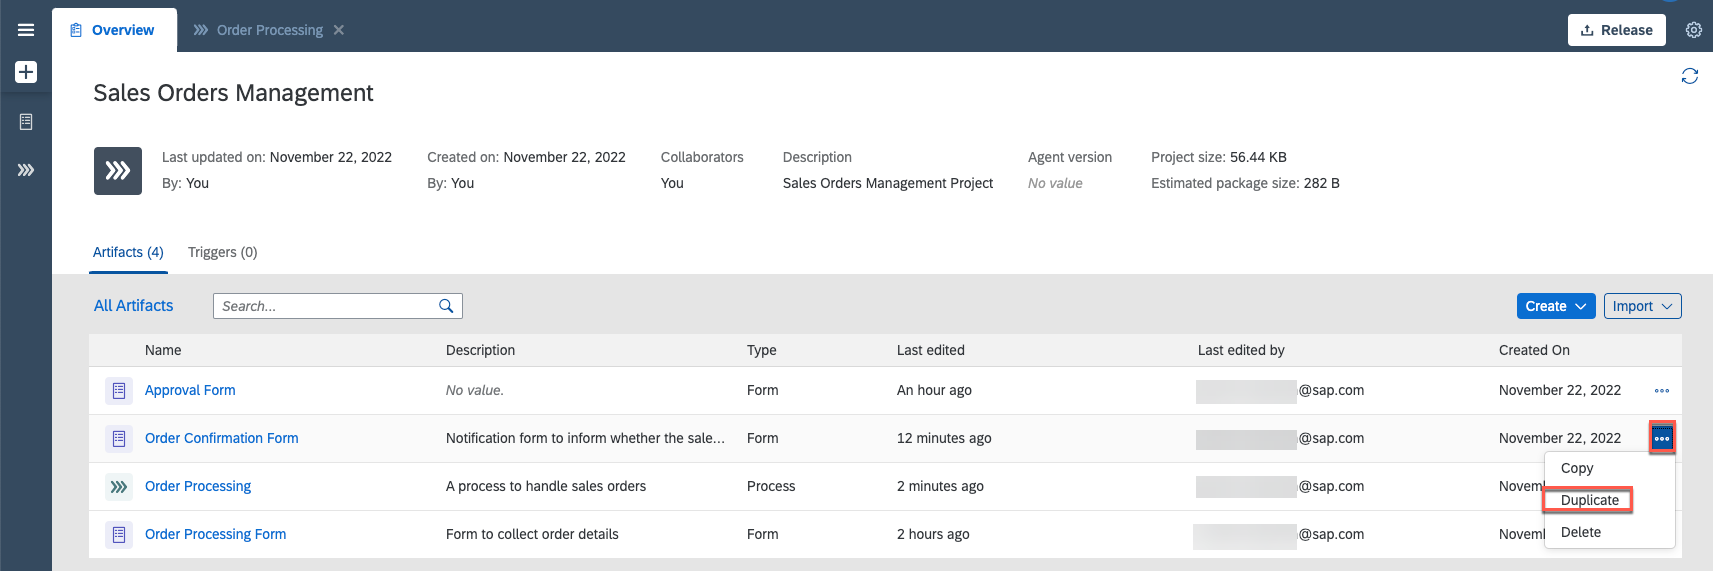 Overview
Order Processing
Release
Sales Orders Management
Last updated on: November 22, 2022
By: You
Created on: November 22, 2022
By: You
Collaborators
You
Description
Sales Orders Management Project
Agent version
No value
Project size: 56.44 KB
Estimated package size: 282 B
Artifacts (4)
Triggers (0)
All Artifacts
Search...
Create
Import
Name Description Type Last edited Last edited by Created On
Approval Form No value. Form An hour ago @sap.com November 22, 2022
Order Confirmation Form Notification form to inform whether the sale... Form 12 minutes ago @sap.com November 22, 2022
Order Processing A process to handle sales orders Process 2 minutes ago @sap.com
Order Processing Form Form to collect order details Form 2 hours ago @sap.com
Copy
Duplicate
Delete